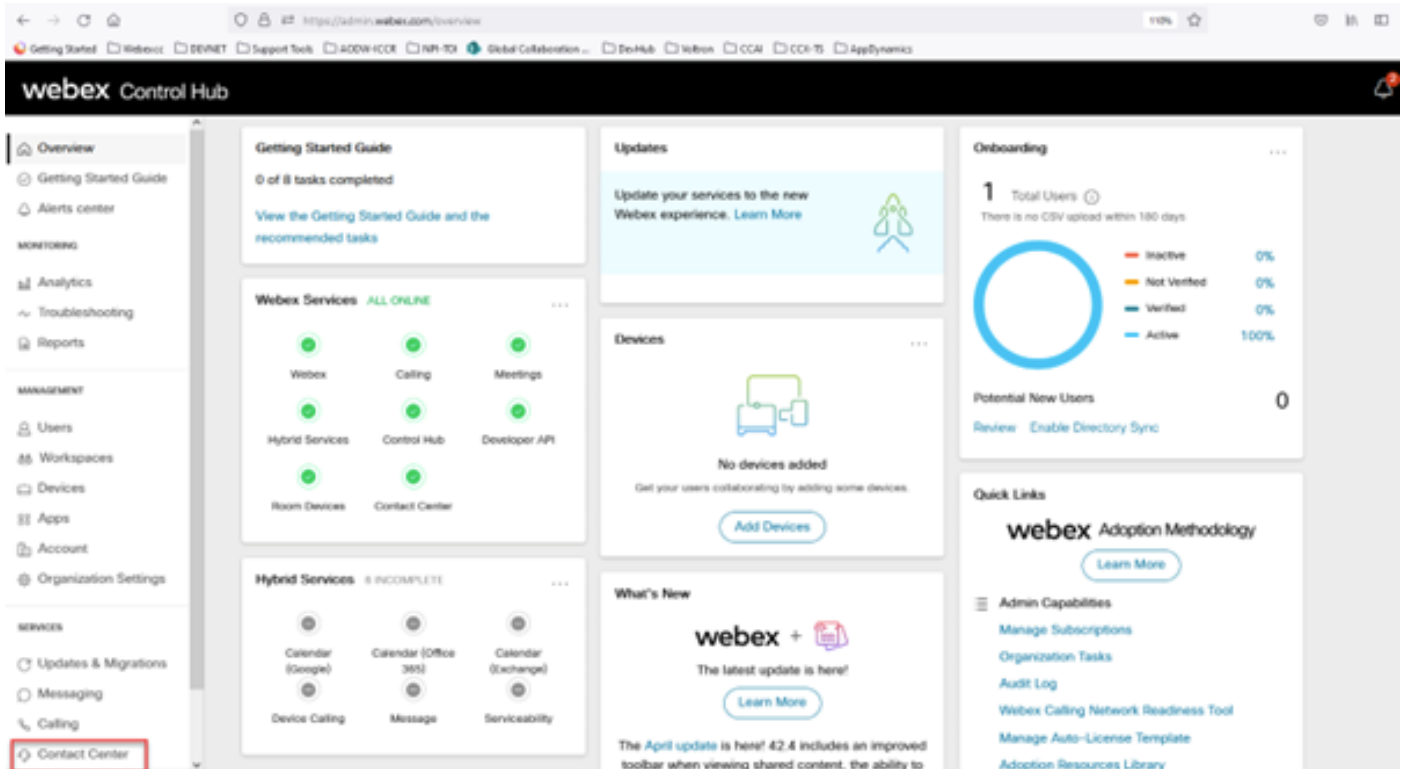 https://admin.webex.com/overview
110%
Getting Started
Webexcc
DEVNET
Support Tools
Global Collaboration ...
DevHub
Voltron
CCAI
AppDynamics
webex Control Hub
2
Overview
Getting Started Guide
Alerts center
MONITORING
Analytics
Troubleshooting
Reports
MANAGEMENT
Users
Workspaces
Devices
Apps
Account
Organization Settings
SERVICES
Updates & Migrations
Messaging
Calling
Contact Center
Getting Started Guide
0 of 8 tasks completed
View the Getting Started Guide and the
recommended tasks
Webex Services ALL ONLINE
...
Webex
Calling
Meetings
Hybrid Services
Control Hub
Developer API
Room Devices
Contact Center
Hybrid Services 8 INCOMPLETE
...
Calendar
(Google)
Calendar (Office
365)
Calendar
(Exchange)
Device Calling
Message
Serviceability
Updates
Update your services to the new
Webex experience. Learn More
Devices
...
No devices added
Get your users collaborating by adding some devices.
Add Devices
What's New
webex +
The latest update is here!
Learn More
The April update is here! 42.4 includes an improved
toolbar when viewing shared content, the ability to
Onboarding
...
1 Total Users
There is no CSV upload within 180 days
Inactive 0%
Not Verified 0%
Verified 0%
Active 100%
Potential New Users 0
Review Enable Directory Sync
Quick Links
webex Adoption Methodology
Learn More
Admin Capabilities
Manage Subscriptions
Organization Tasks
Audit Log
Webex Calling Network Readiness Tool
Manage Auto-License Template
Adoption Resources Library